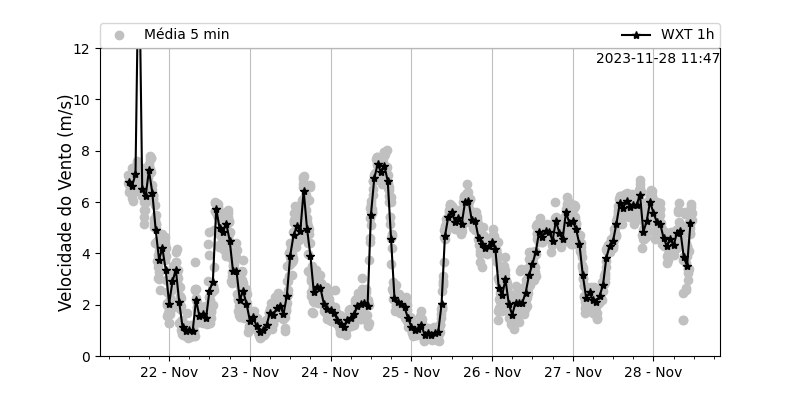 Média 5 min
WXT 1h
2023-11-28 11:47
Velocidade do Vento (m/s)
12
10
8
6
4
2
0
22 - Nov
23 - Nov
24 - Nov
25 - Nov
26 - Nov
27 - Nov
28 - Nov